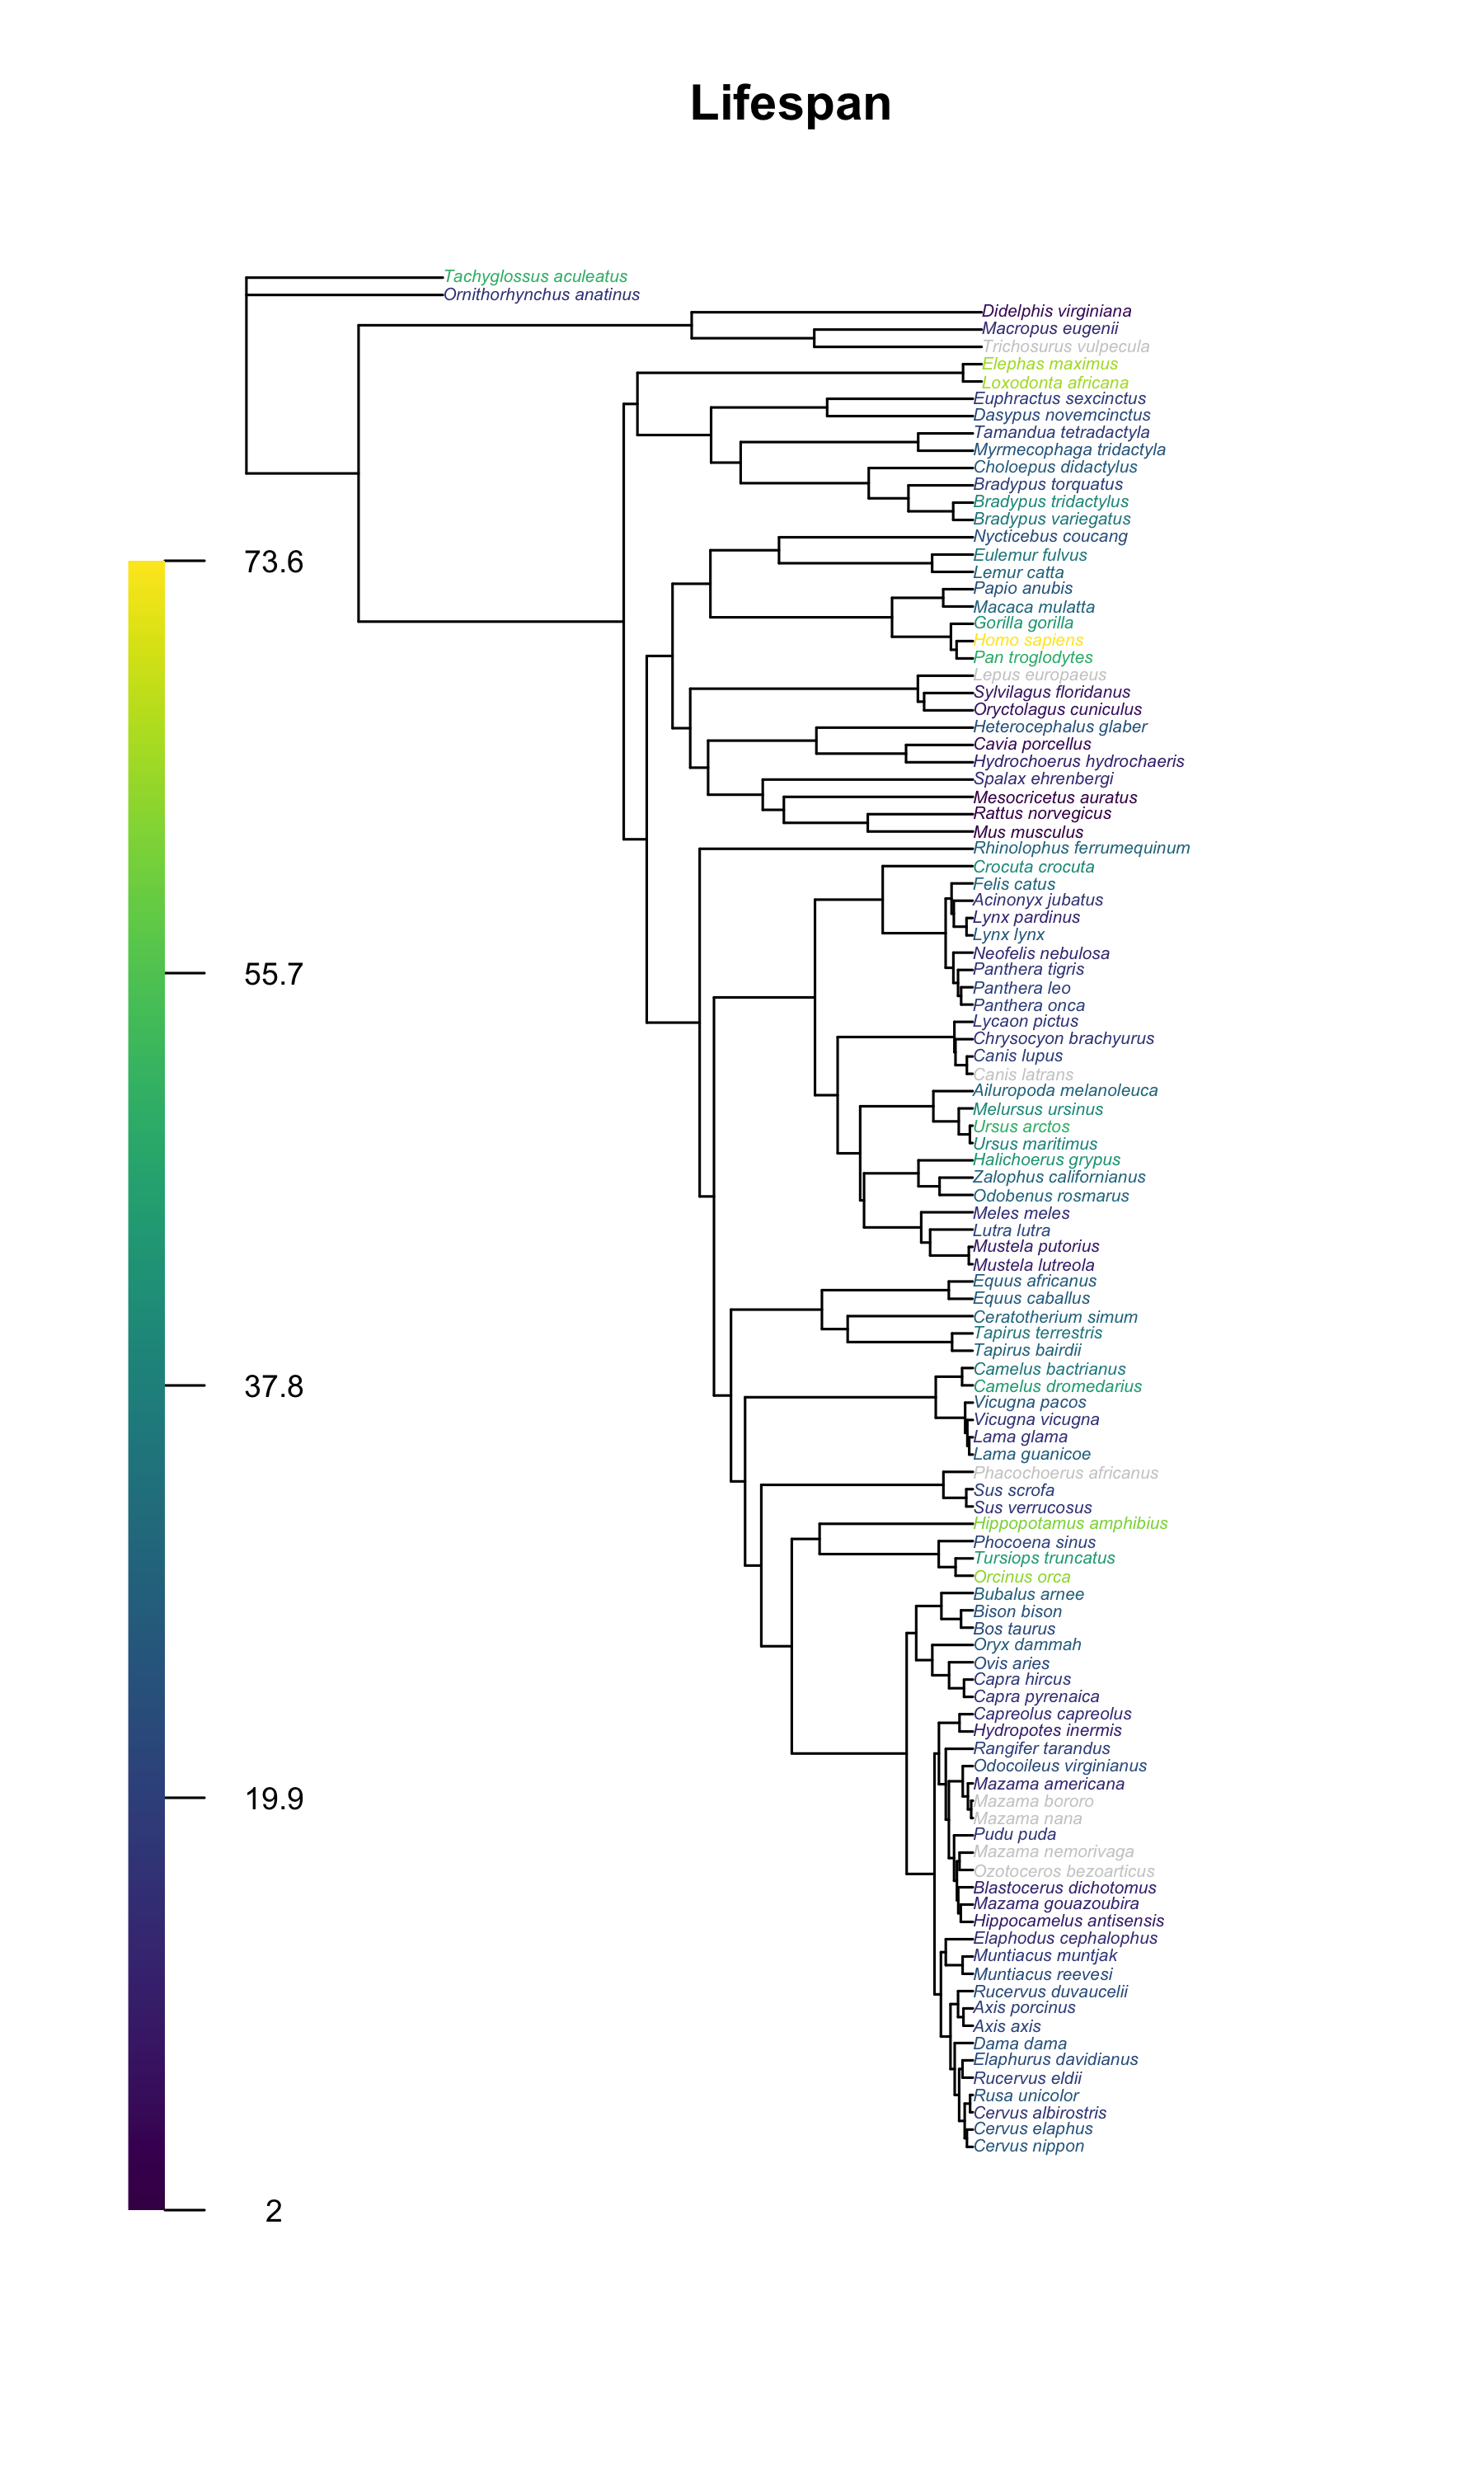 Lifespan
Tachyglossus aculeatus
Ornithorhynchus anatinus
Didelphis virginiana
Macropus eugenii
Trichosurus vulpecula
Elephas maximus
Loxodonta africana
Euphractus sexcinctus
Dasypus novemcinctus
Tamandua tetradactyla
Myrmecophaga tridactyla
Choloepus didactylus
Bradypus torquatus
Bradypus tridactylus
Bradypus variegatus
Nycticebus coucang
Eulemur fulvus
Lemur catta
Papio anubis
Macaca mulatta
Gorilla gorilla
Homo sapiens
Pan troglodytes
Lepus europaeus
Sylvilagus floridanus
Oryctolagus cuniculus
Heterocephalus glaber
Cavia porcellus
Hydrochoerus hydrochaeris
Spalax ehrenbergi
Mesocricetus auratus
Rattus norvegicus
Mus musculus
Rhinolophus ferrumequinum
Crocuta crocuta
Felis catus
Acinonyx jubatus
Lynx pardinus
Lynx lynx
Neofelis nebulosa
Panthera tigris
Panthera leo
Panthera onca
Lycaon pictus
Chrysocyon brachyurus
Canis lupus
Canis latrans
Ailuropoda melanoleuca
Melursus ursinus
Ursus arctos
Ursus maritimus
Halichoerus grypus
Zalophus californianus
Odobenus rosmarus
Meles meles
Lutra lutra
Mustela putorius
Mustela lutreola
Equus africanus
Equus caballus
Ceratotherium simum
Tapirus terrestris
Tapirus bairdii
Camelus bactrianus
Camelus dromedarius
Vicugna pacos
Vicugna vicugna
Lama glama
Lama guanicoe
Phacochoerus africanus
Sus scrofa
Sus verrucosus
Hippopotamus amphibius
Phocoena sinus
Tursiops truncatus
Orcinus orca
Bubalus arnee
Bison bison
Bos taurus
Oryx dammah
Ovis aries
Capra hircus
Capra pyrenaica
Capreolus capreolus
Hydropotes inermis
Rangifer tarandus
Odocoileus virginianus
Mazama americana
Mazama bororo
Mazama nana
Pudu puda
Mazama nemorivaga
Ozotoceros bezoarticus
Blastocerus dichotomus
Mazama gouazoubira
Hippocamelus antisensis
Elaphodus cephalophus
Muntiacus muntjak
Muntiacus reevesi
Rucervus duvaucelii
Axis porcinus
Axis axis
Dama dama
Elaphurus davidianus
Rucervus eldii
Rusa unicolor
Cervus albirostris
Cervus elaphus
Cervus nippon
73.6
55.7
37.8
19.9
2